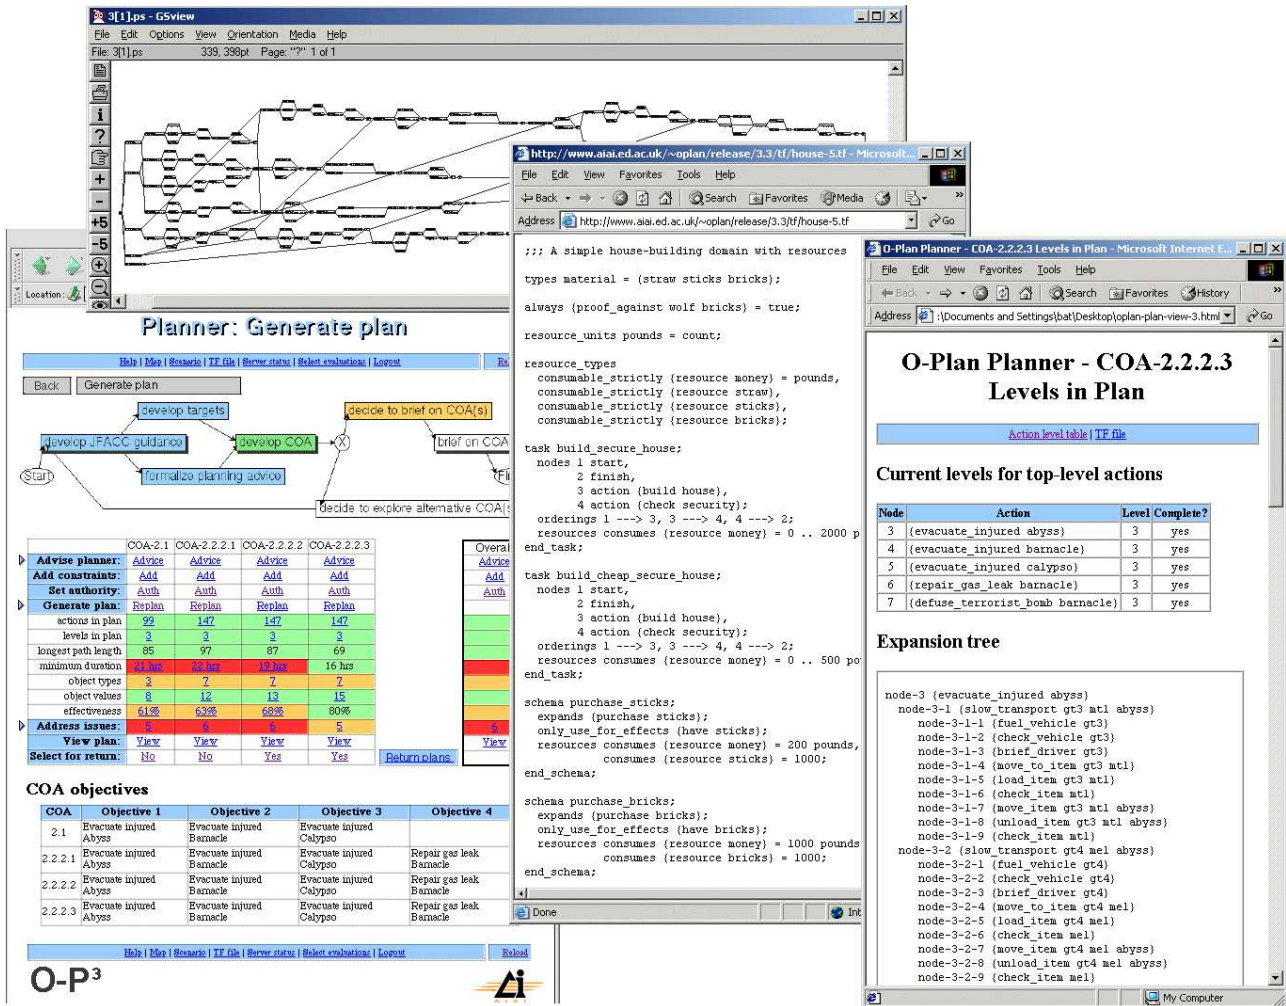 3[1].ps - GSview
File Edit Options View Orientation Media Help
File: 3[1].ps 339, 398pt Page: "?" 1 of 1
+5
-5
Location:
Planner: Generate plan
Help | Map | Scenario | TF file | Server status | Select evaluations | Logout
Back Generate plan
develop targets
decide to brief on COA(s)
develop JFACC guidance
develop COA
X
brief on COA
Start
formalize planning advice
decide to explore alternative COA(s
COA-2.1 COA-2.2.2.1 COA-2.2.2.2 COA-2.2.2.3 Overal
Advise planner: Advice Advice Advice Advice Advice
Add constraints: Add Add Add Add Add
Set authority: Auth Auth Auth Auth Auth
Generate plan: Replan Replan Replan Replan
actions in plan 99 147 147 147
levels in plan 3 3 3 3
longest path length 85 97 87 69
minimum duration 21 hrs 22 hrs 19 hrs 16 hrs
object types 3 7 7 7
object values 8 12 13 15
effectiveness 61% 63% 68% 80%
Address issues: 5 6 6 5 6
View plan: View View View View View
Select for return: No No Yes Yes Return plans
COA objectives
COA Objective 1 Objective 2 Objective 3 Objective 4
2.1 Evacuate injured Abyss Evacuate injured Barnacle Evacuate injured Calypso
2.2.2.1 Evacuate injured Abyss Evacuate injured Barnacle Evacuate injured Calypso Repair gas leak Barnacle
2.2.2.2 Evacuate injured Abyss Evacuate injured Barnacle Evacuate injured Calypso Repair gas leak Barnacle
2.2.2.3 Evacuate injured Abyss Evacuate injured Barnacle Evacuate injured Calypso Repair gas leak Barnacle
Help | Map | Scenario | TF file | Server status | Select evaluations | Logout Reload
O-P³
http://www.aiai.ed.ac.uk/~oplan/release/3.3/tf/house-5.tf - Microsoft...
File Edit View Favorites Tools Help
Back Search Favorites Media
Address http://www.aiai.ed.ac.uk/~oplan/release/3.3/tf/house-5.tf Go
;;; A simple house-building domain with resources
types material = (straw sticks bricks);
always {proof_against wolf bricks} = true;
resource_units pounds = count;
resource_types
consumable_strictly {resource money} = pounds,
consumable_strictly {resource straw},
consumable_strictly {resource sticks},
consumable_strictly {resource bricks};
task build_secure_house;
nodes 1 start,
2 finish,
3 action {build house},
4 action {check security};
orderings 1 ---> 3, 3 ---> 4, 4 ---> 2;
resources consumes {resource money} = 0 .. 2000 p
end_task;
task build_cheap_secure_house;
nodes 1 start,
2 finish,
3 action {build house},
4 action {check security};
orderings 1 ---> 3, 3 ---> 4, 4 ---> 2;
resources consumes {resource money} = 0 .. 500 po
end_task;
schema purchase_sticks;
expands {purchase sticks};
only_use_for_effects {have sticks};
resources consumes {resource money} = 200 pounds,
consumes {resource sticks} = 1000;
end_schema;
schema purchase_bricks;
expands {purchase bricks};
only_use_for_effects {have bricks};
resources consumes {resource money} = 1000 pounds
consumes {resource bricks} = 1000;
end_schema;
Done Int
O-Plan Planner - COA-2.2.2.3 Levels in Plan - Microsoft Internet E...
File Edit View Favorites Tools Help
Back Search Favorites History
Address :\Documents and Settings\bat\Desktop\oplan-plan-view-3.html Go
O-Plan Planner - COA-2.2.2.3
Levels in Plan
Action level table | TF file
Current levels for top-level actions
Node Action Level Complete?
3 {evacuate_injured abyss} 3 yes
4 {evacuate_injured barnacle} 3 yes
5 {evacuate_injured calypso} 3 yes
6 {repair_gas_leak barnacle} 3 yes
7 {defuse_terrorist_bomb barnacle} 3 yes
Expansion tree
node-3 {evacuate_injured abyss}
node-3-1 {slow_transport gt3 mtl abyss}
node-3-1-1 {fuel_vehicle gt3}
node-3-1-2 {check_vehicle gt3}
node-3-1-3 {brief_driver gt3}
node-3-1-4 {move_to_item gt3 mtl}
node-3-1-5 {load_item gt3 mtl}
node-3-1-6 {check_item mtl}
node-3-1-7 {move_item gt3 mtl abyss}
node-3-1-8 {unload_item gt3 mtl abyss}
node-3-1-9 {check_item mtl}
node-3-2 {slow_transport gt4 mel abyss}
node-3-2-1 {fuel_vehicle gt4}
node-3-2-2 {check_vehicle gt4}
node-3-2-3 {brief_driver gt4}
node-3-2-4 {move_to_item gt4 mel}
node-3-2-5 {load_item gt4 mel}
node-3-2-6 {check_item mel}
node-3-2-7 {move_item gt4 mel abyss}
node-3-2-8 {unload_item gt4 mel abyss}
node-3-2-9 {check_item mel}
My Computer